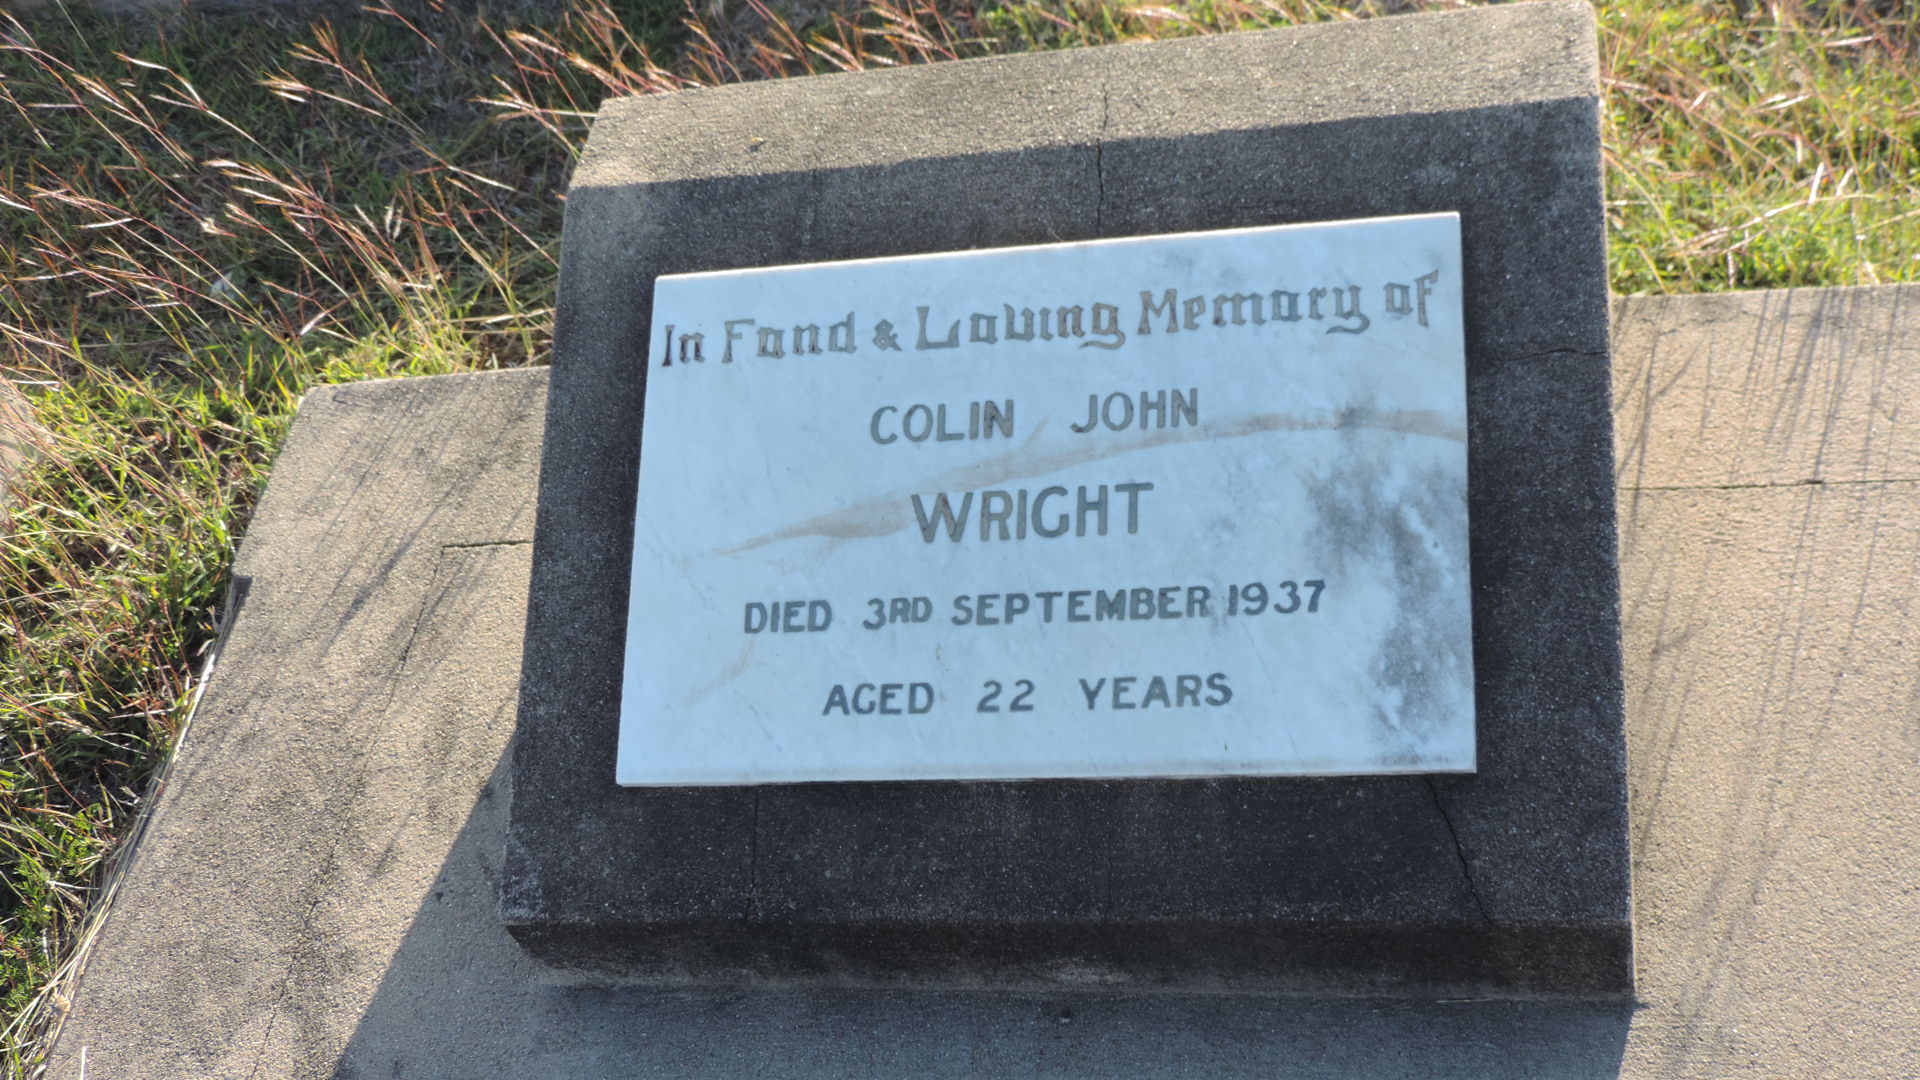 In Fond & Loving Memory of
COLIN JOHN
WRIGHT
DIED 3RD SEPTEMBER 1937
AGED 22 YEARS